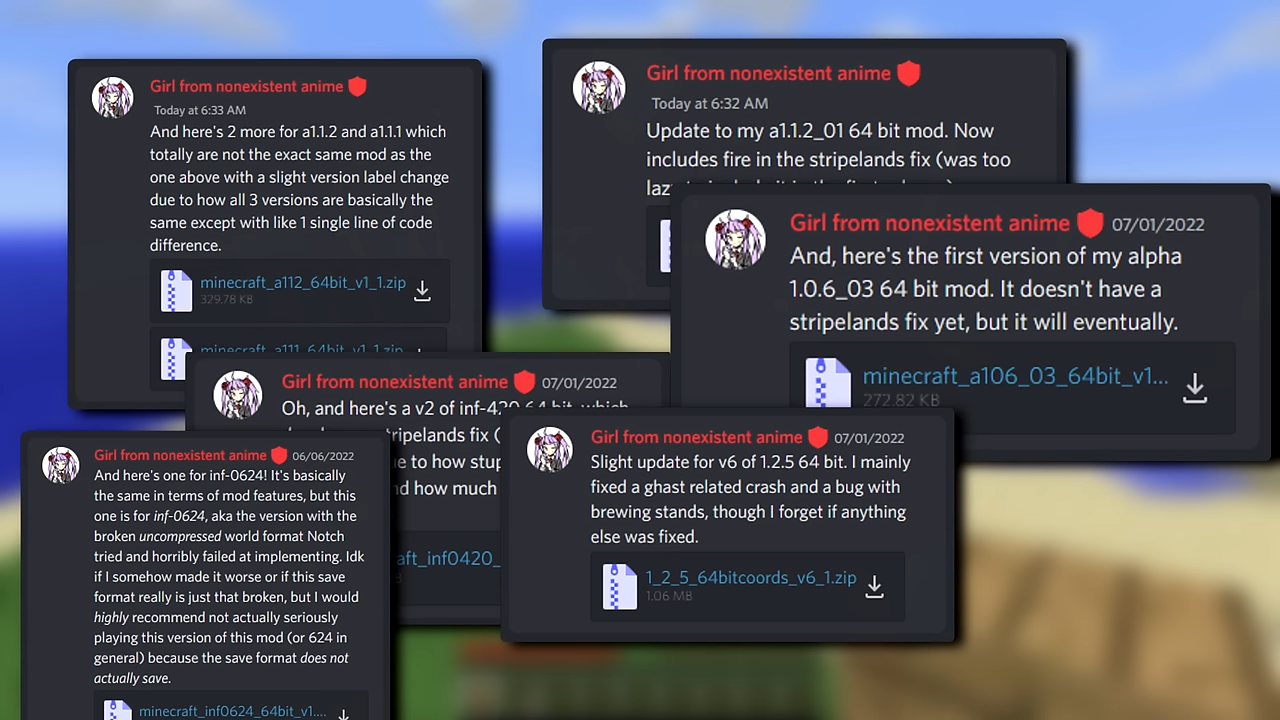 Girl from nonexistent anime
Today at 6:33 AM
And here's 2 more for a1.1.2 and a1.1.1 which
totally are not the exact same mod as the
one above with a slight version label change
due to how all 3 versions are basically the
same except with like 1 single line of code
difference.
minecraft_a112_64bit_v1_1.zip
329.78 KB
minecraft_a111_64bit_v1_1.zip
Girl from nonexistent anime
Today at 6:32 AM
Update to my a1.1.2_01 64 bit mod. Now
includes fire in the stripelands fix (was too
Girl from nonexistent anime 07/01/2022
And, here's the first version of my alpha
1.0.6_03 64 bit mod. It doesn't have a
stripelands fix yet, but it will eventually.
minecraft_a106_03_64bit_v1...
272.82 KB
Girl from nonexistent anime 07/01/2022
Oh, and here's a v2 of inf-420 64 bit, which
stripelands fix (
to how stup
how much
aft_inf0420_
Girl from nonexistent anime 07/01/2022
Slight update for v6 of 1.2.5 64 bit. I mainly
fixed a ghast related crash and a bug with
brewing stands, though I forget if anything
else was fixed.
1_2_5_64bitcoords_v6_1.zip
1.06 MB
Girl from nonexistent anime 06/06/2022
And here's one for inf-0624! It's basically
the same in terms of mod features, but this
one is for inf-0624, aka the version with the
broken uncompressed world format Notch
tried and horribly failed at implementing. Idk
if I somehow made it worse or if this save
format really is just that broken, but I would
highly recommend not actually seriously
playing this version of this mod (or 624 in
general) because the save format does not
actually save.
minecraft_inf0624_64bit_v1....